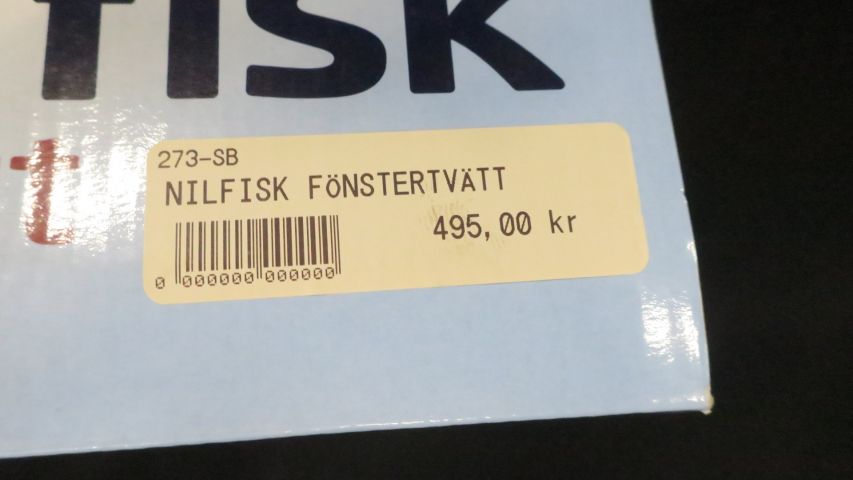 fisk
t
273-SB
NILFISK FÖNSTERTVÄTT
495,00 kr
0 000000 000000